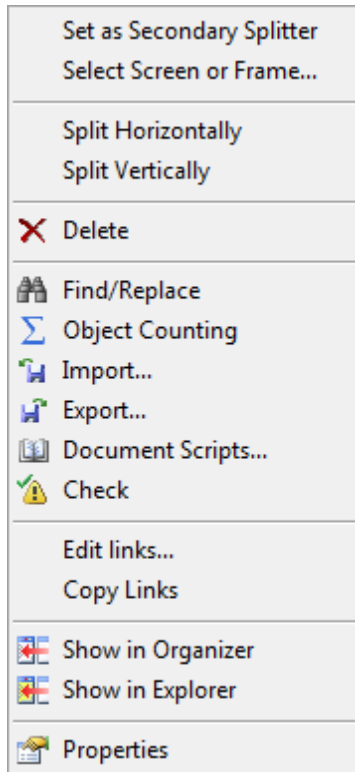 Set as Secondary Splitter
Select Screen or Frame...
Split Horizontally
Split Vertically
Delete
Find/Replace
Object Counting
Import...
Export...
Document Scripts...
Check
Edit links...
Copy Links
Show in Organizer
Show in Explorer
Properties